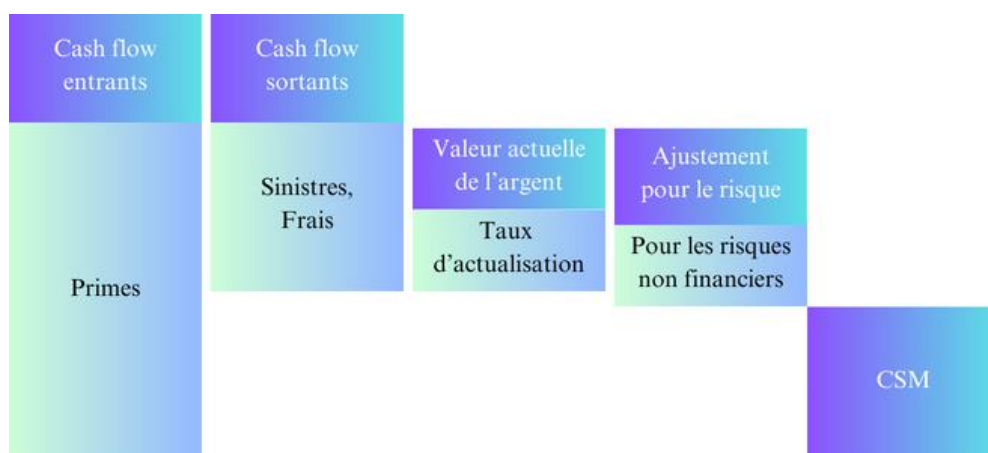 Cash flow
entrants
Primes
Cash flow
sortants
Sinistres,
Frais
Valeur actuelle
de l'argent
Taux
d'actualisation
Ajustement
pour le risque
Pour les risques
non financiers
CSM